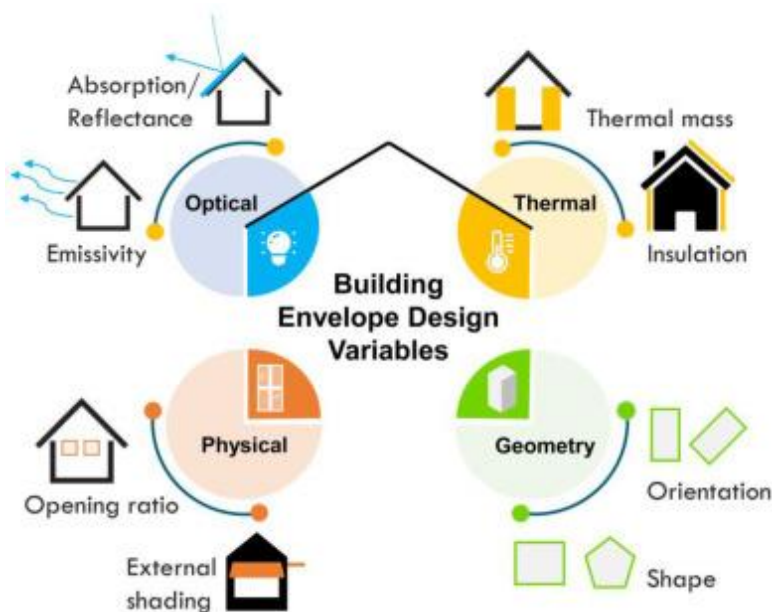 Absorption/
Reflectance
Thermal mass
Optical
Thermal
Emissivity
Insulation
Building
Envelope Design
Variables
Physical
Geometry
Opening ratio
Orientation
External
shading
Shape